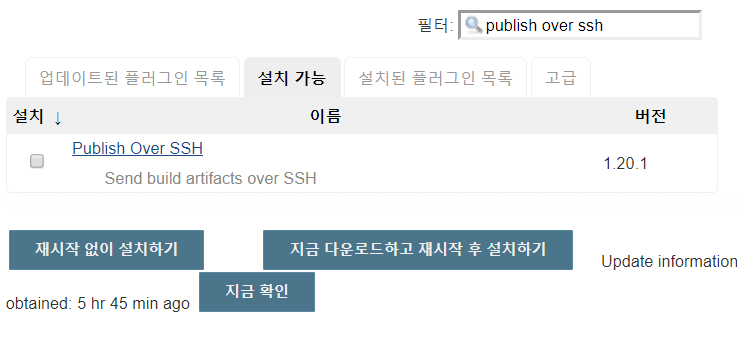 필터: publish over ssh
업데이트된 플러그인 목록 설치 가능 설치된 플러그인 목록 고급
설치 ↓ 이름 버전
Publish Over SSH
Send build artifacts over SSH
1.20.1
재시작 없이 설치하기 지금 다운로드하고 재시작 후 설치하기 Update information
obtained: 5 hr 45 min ago 지금 확인